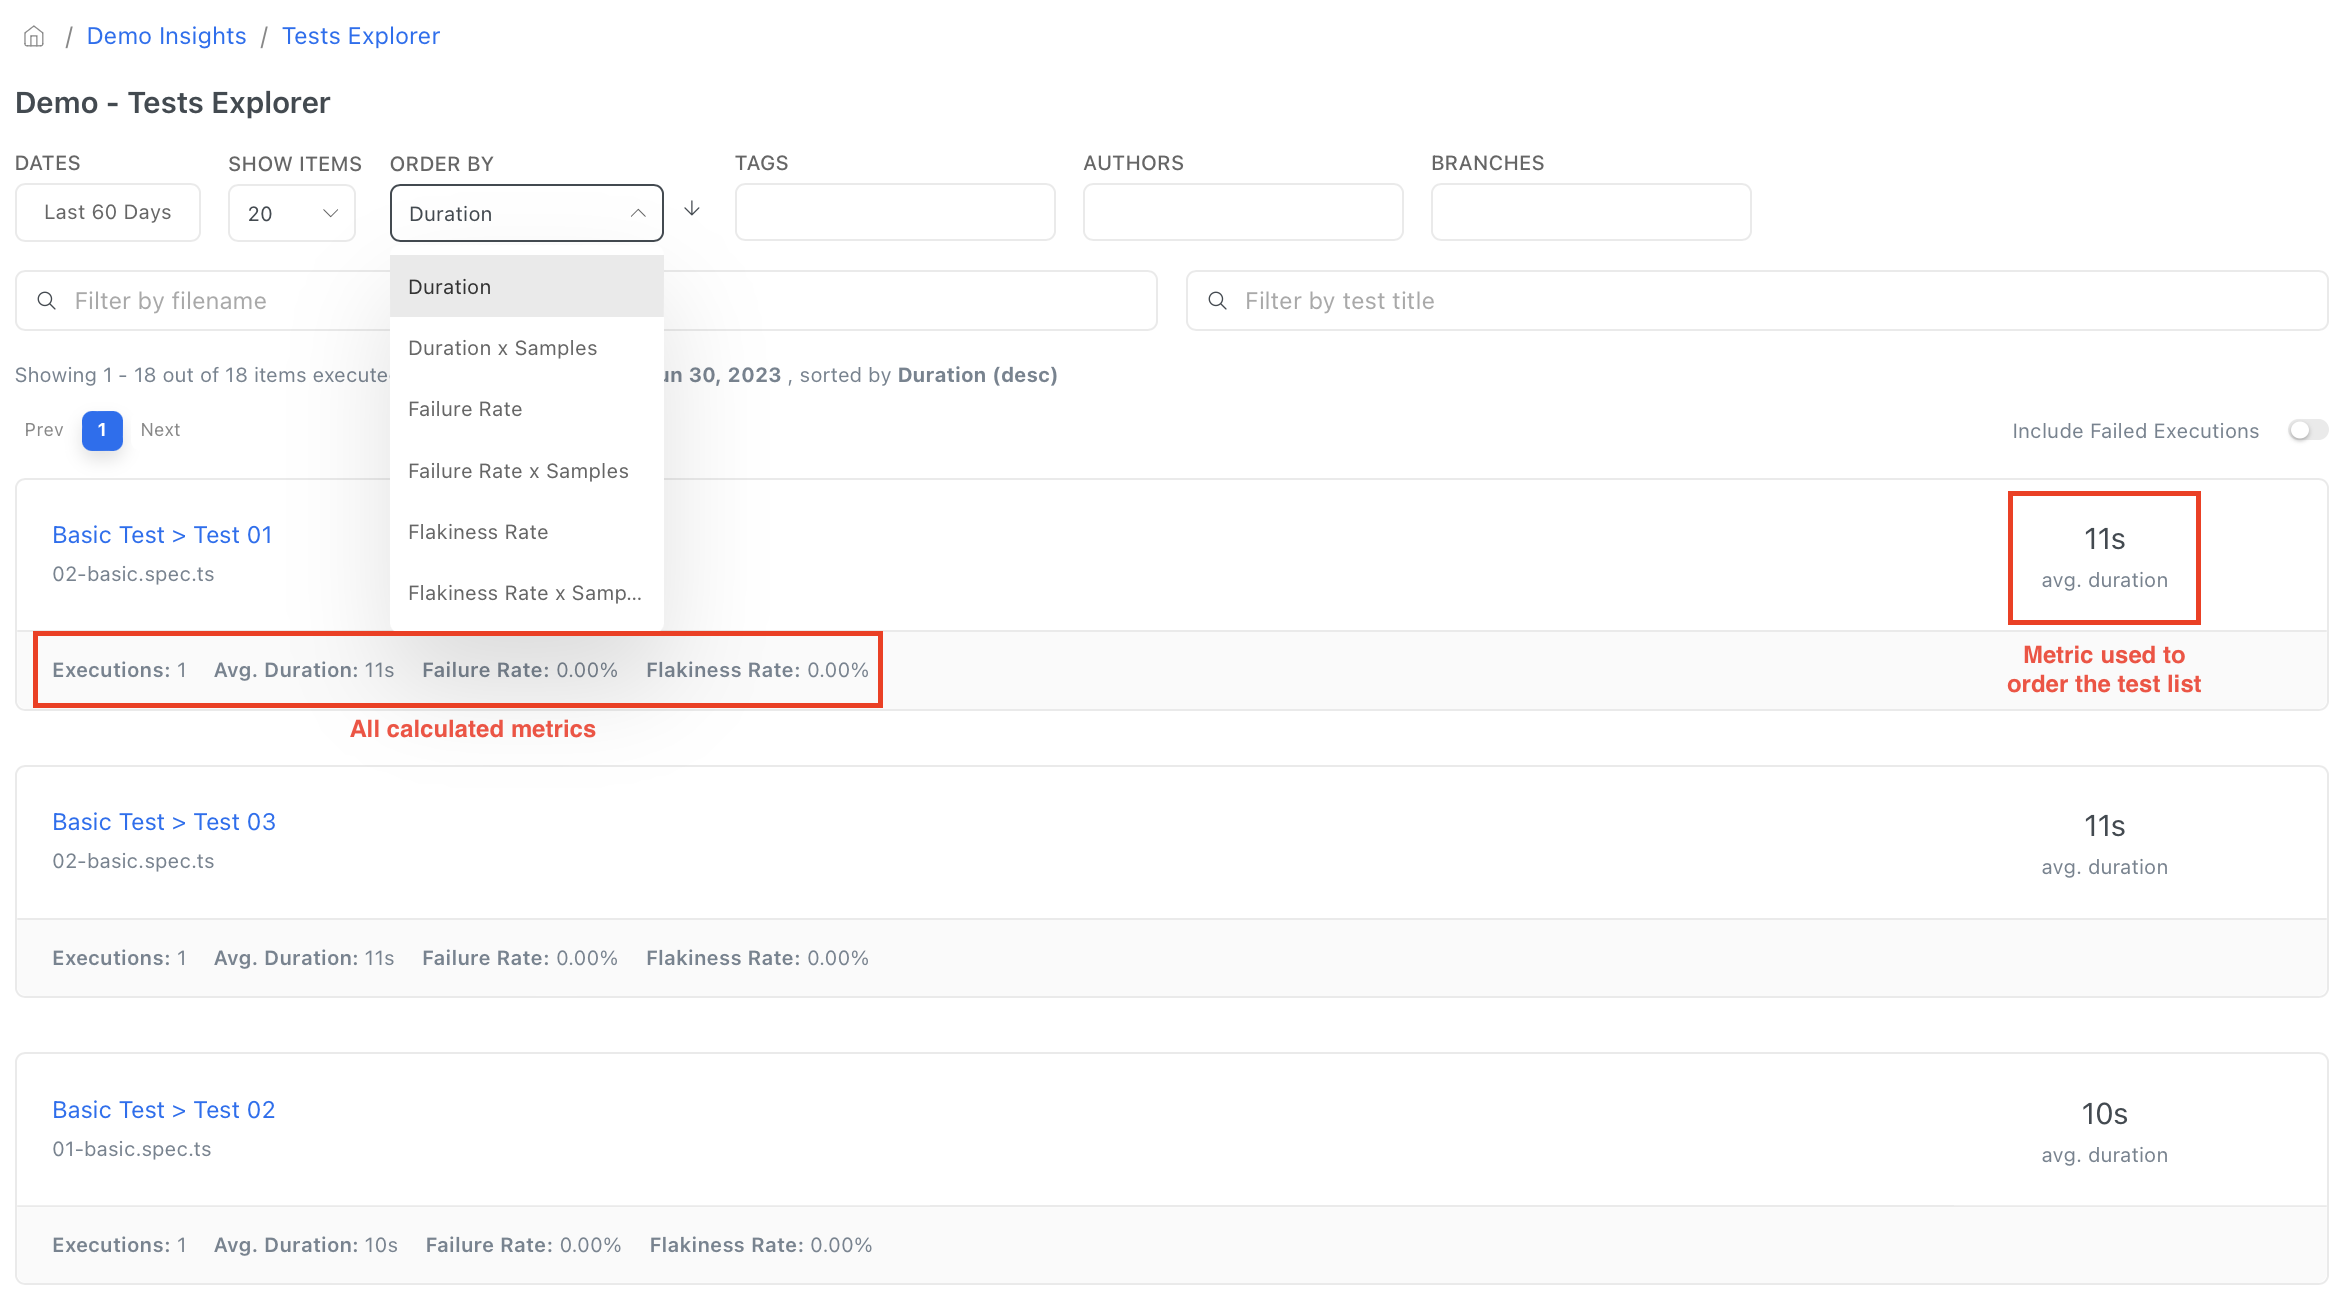 / Demo Insights / Tests Explorer
Demo - Tests Explorer
DATES SHOW ITEMS ORDER BY TAGS AUTHORS BRANCHES
Last 60 Days 20 Duration
Filter by filename Filter by test title
Duration
Duration x Samples
Failure Rate
Failure Rate x Samples
Flakiness Rate
Flakiness Rate x Samp...
Showing 1 - 18 out of 18 items 30, 2023 , sorted by Duration (desc)
Prev 1 Next Include Failed Executions
Basic Test > Test 01
02-basic.spec.ts
11s
avg. duration
Executions: 1 Avg. Duration: 11s Failure Rate: 0.00% Flakiness Rate: 0.00%
Metric used to
order the test list
All calculated metrics
Basic Test > Test 03
02-basic.spec.ts
11s
avg. duration
Executions: 1 Avg. Duration: 11s Failure Rate: 0.00% Flakiness Rate: 0.00%
Basic Test > Test 02
01-basic.spec.ts
10s
avg. duration
Executions: 1 Avg. Duration: 10s Failure Rate: 0.00% Flakiness Rate: 0.00%